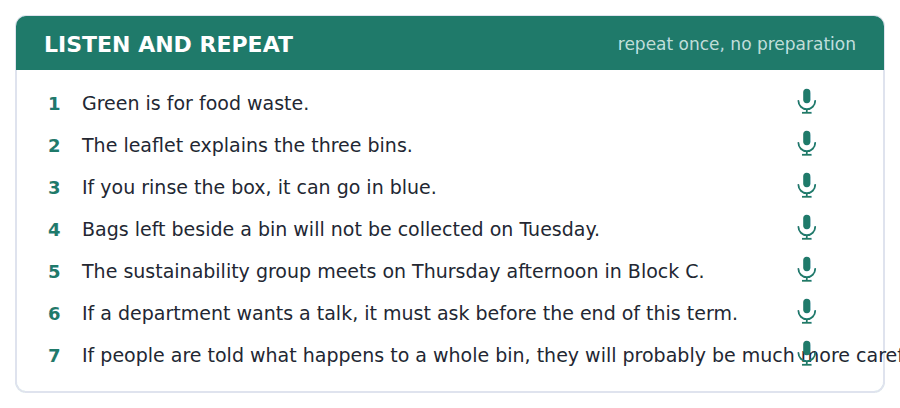 LISTEN AND REPEAT
repeat once, no preparation
1 Green is for food waste.
2 The leaflet explains the three bins.
3 If you rinse the box, it can go in blue.
4 Bags left beside a bin will not be collected on Tuesday.
5 The sustainability group meets on Thursday afternoon in Block C.
6 If a department wants a talk, it must ask before the end of this term.
7 If people are told what happens to a whole bin, they will probably be much more